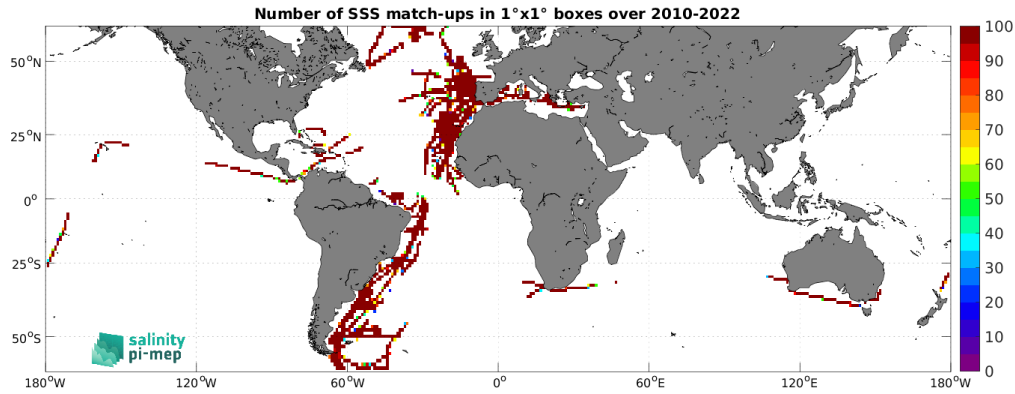 Number of SSS match-ups in 1°x1° boxes over 2010-2022
50°N
25°N
0°
25°S
50°S
180°W
120°W
60°W
0°
60°E
120°E
180°W
100
90
80
70
60
50
40
30
20
10
0
salinity
pi-mep